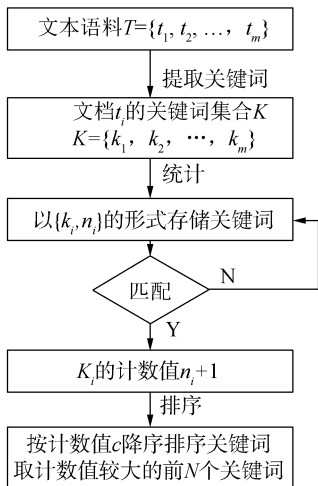 文本语料T={t₁, t₂, …, tₘ}
提取关键词
文档tᵢ的关键词集合K
K={k₁, k₂, …, kₘ}
统计
以{kᵢ,nᵢ}的形式存储关键词
匹配
N
Y
Kᵢ的计数值nᵢ+1
排序
按计数值c降序排序关键词
取计数值较大的前N个关键词